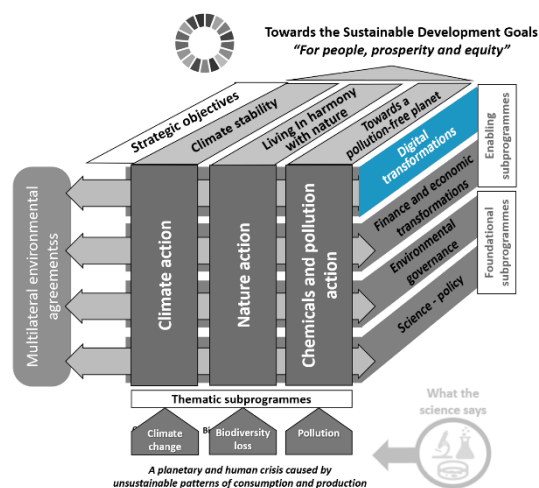 Towards the Sustainable Development Goals
“For people, prosperity and equity”
Strategic objectives
Climate stability
Living In harmony
with nature
Towards a
pollution-free planet
Digital
transformations
Finance and economic
transformations
Environmental
governance
Science - policy
Enabling
subprogrammes
Foundational
subprogrammes
Multilateral environmental
agreementss
Climate action
Nature action
Chemicals and pollution
action
Thematic subprogrammes
Climate
change
Bi
Biodiversity
loss
Pollution
What the
science says
A planetary and human crisis caused by
unsustainable patterns of consumption and production